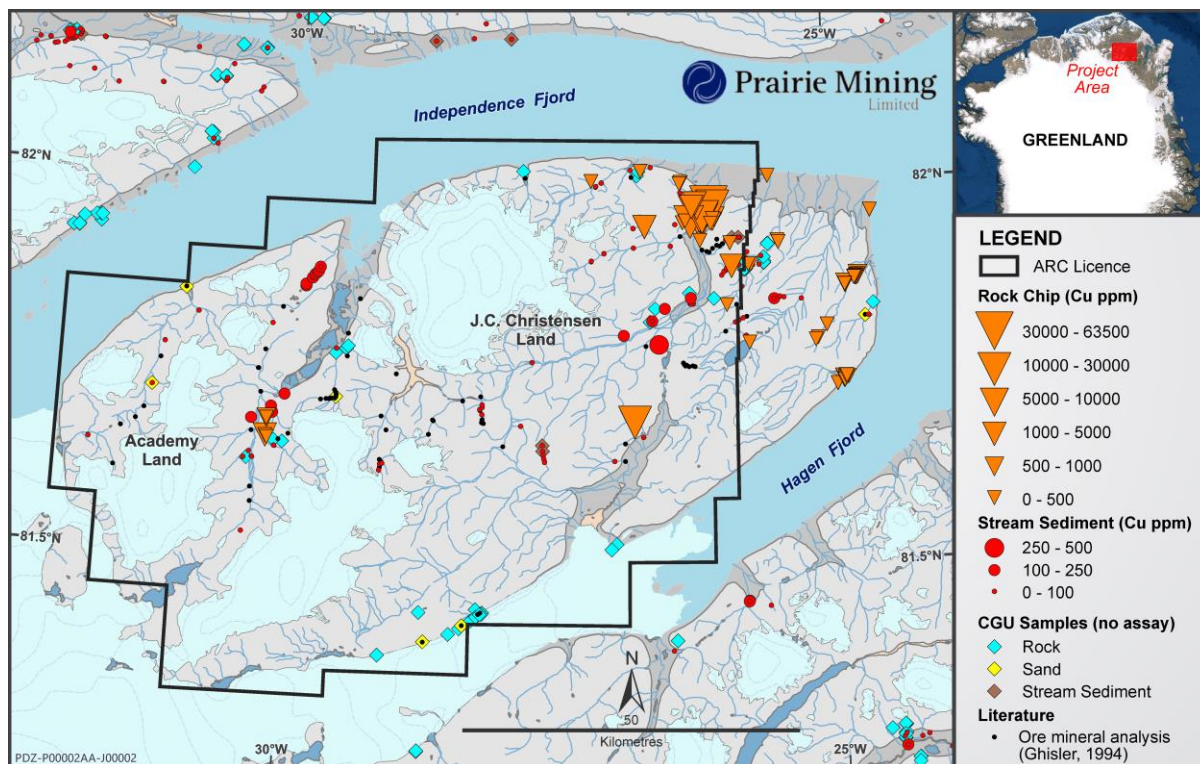 30°W
25°W
Prairie Mining
Limited
Independence Fjord
82°N
82°N
J.C. Christensen
Land
Academy
Land
Hagen Fjord
81.5°N
81.5°N
N
50
Kilometres
30°W
25°W
PDZ-P00002AA-J00002
Project
Area
GREENLAND
LEGEND
ARC Licence
Rock Chip (Cu ppm)
30000 - 63500
10000 - 30000
5000 - 10000
1000 - 5000
500 - 1000
0 - 500
Stream Sediment (Cu ppm)
250 - 500
100 - 250
0 - 100
CGU Samples (no assay)
Rock
Sand
Stream Sediment
Literature
Ore mineral analysis
(Ghisler, 1994)